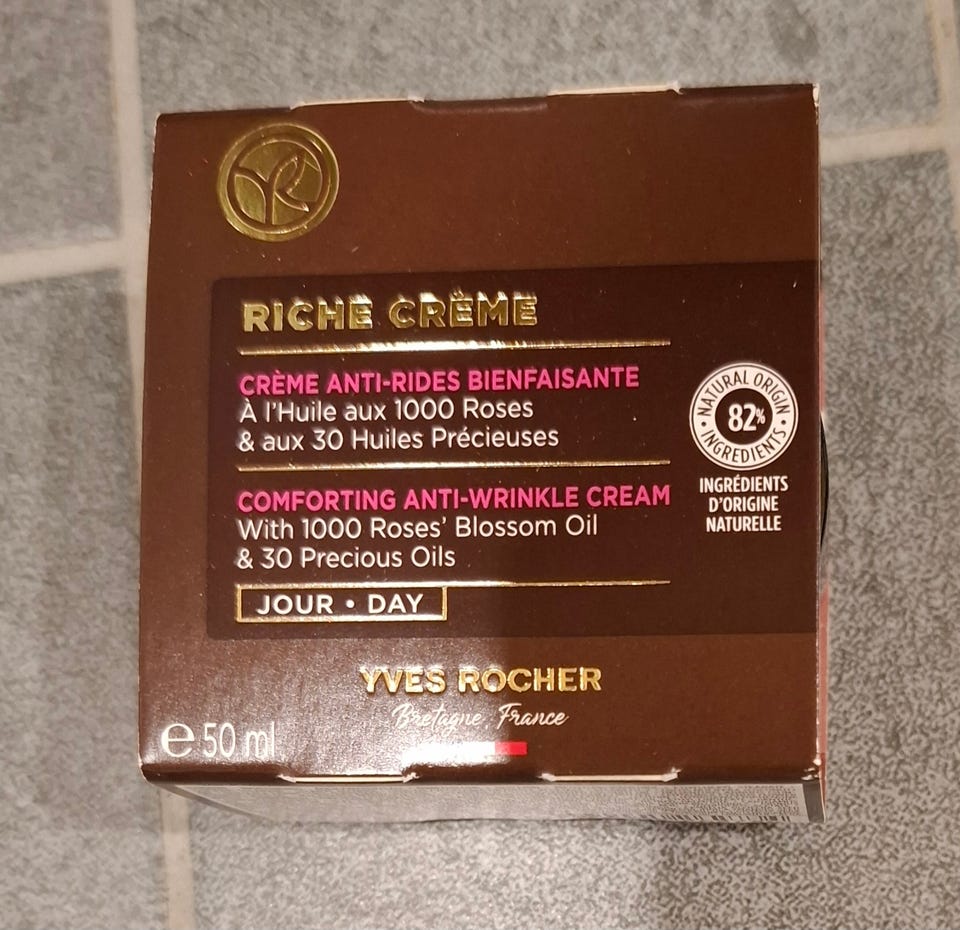 RICHE CRÈME
CRÈME ANTI-RIDES BIENFAISANTE
À l'Huile aux 1000 Roses
& aux 30 Huiles Précieuses
COMFORTING ANTI-WRINKLE CREAM
With 1000 Roses' Blossom Oil
& 30 Precious Oils
JOUR • DAY
NATURAL ORIGIN
82%
INGREDIENTS
INGRÉDIENTS
D'ORIGINE
NATURELLE
YVES ROCHER
Bretagne, France
e 50 ml